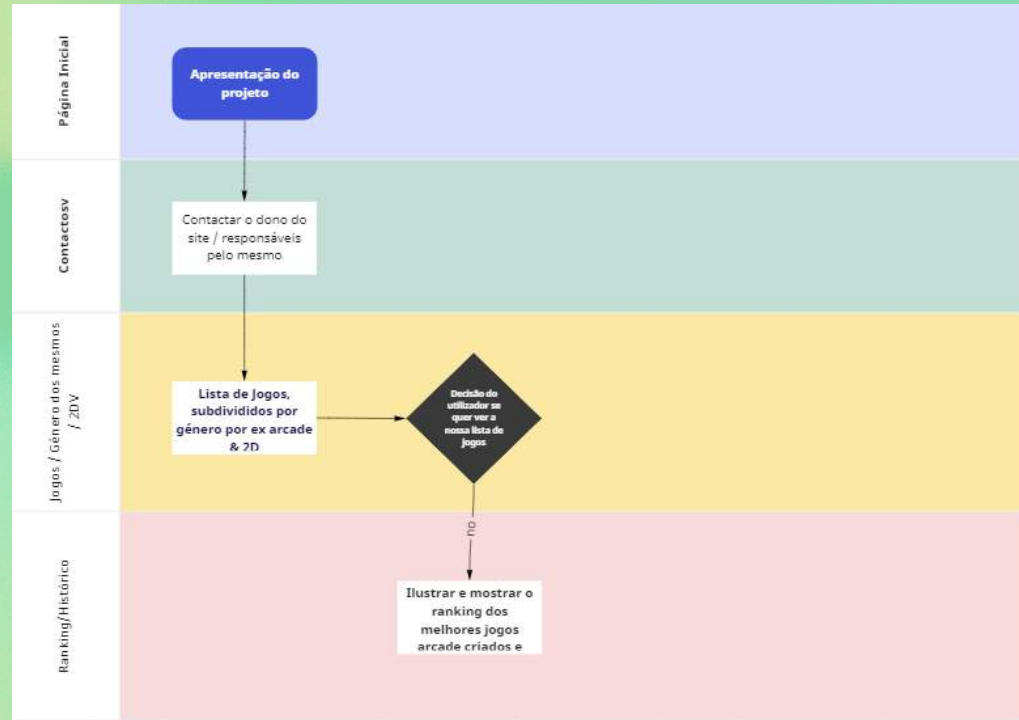 Página Inicial
Apresentação do
projeto
Contactosv
Contactar o dono do
site / responsáveis
pelo mesmo
Jogos / Género dos mesmos
/ 2DV
Lista de Jogos,
subdivididos por
género por ex arcade
& 2D
Decisão do
utilizador se
quer ver a
nossa lista de
jogos
no
Ranking/Histórico
Ilustrar e mostrar o
ranking dos
melhores jogos
arcade criados e